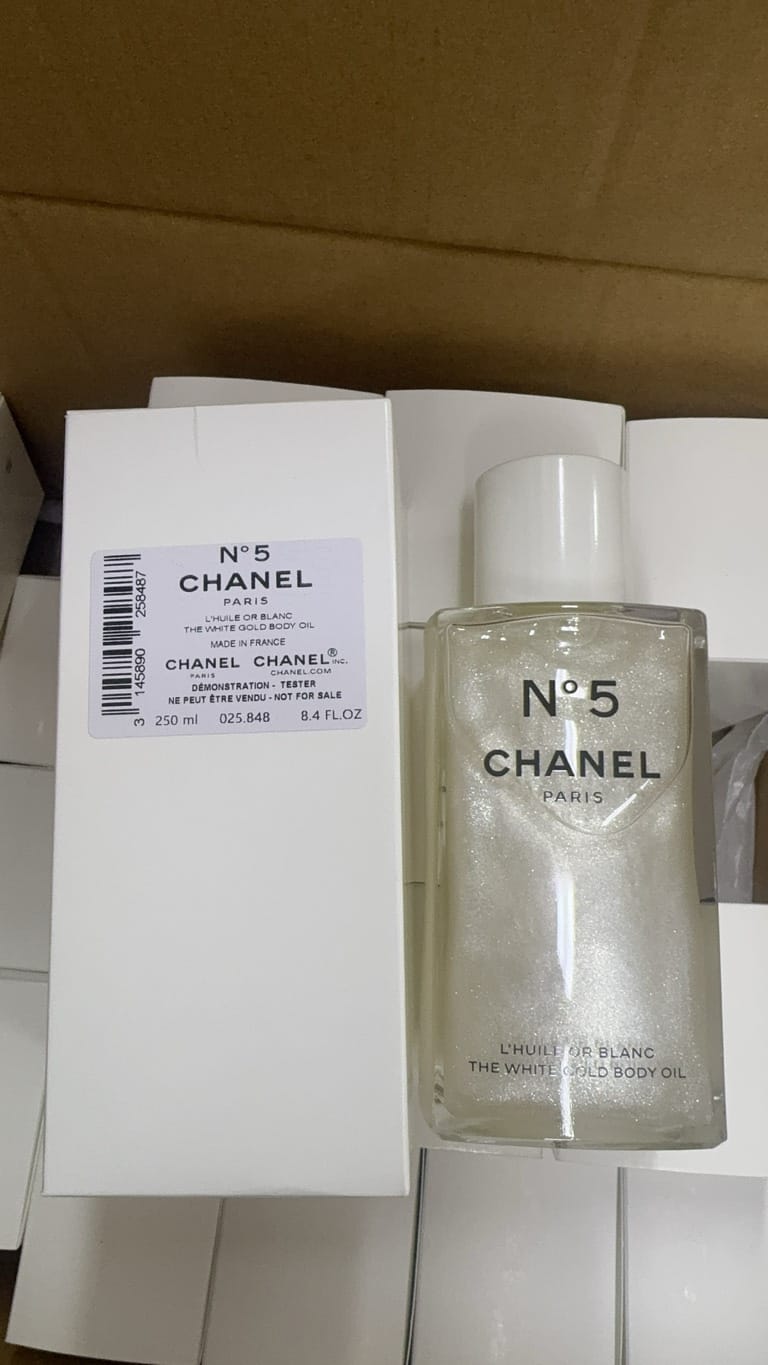 N°5
CHANEL
PARIS
L'HUILE OR BLANC
THE WHITE GOLD BODY OIL
MADE IN FRANCE
CHANEL CHANEL® INC.
PARIS CHANEL.COM
DÉMONSTRATION - TESTER
NE PEUT ÊTRE VENDU - NOT FOR SALE
250 ml 025.848 8.4 FL.OZ
3 145890 258487
N°5
CHANEL
PARIS
L'HUILE OR BLANC
THE WHITE GOLD BODY OIL